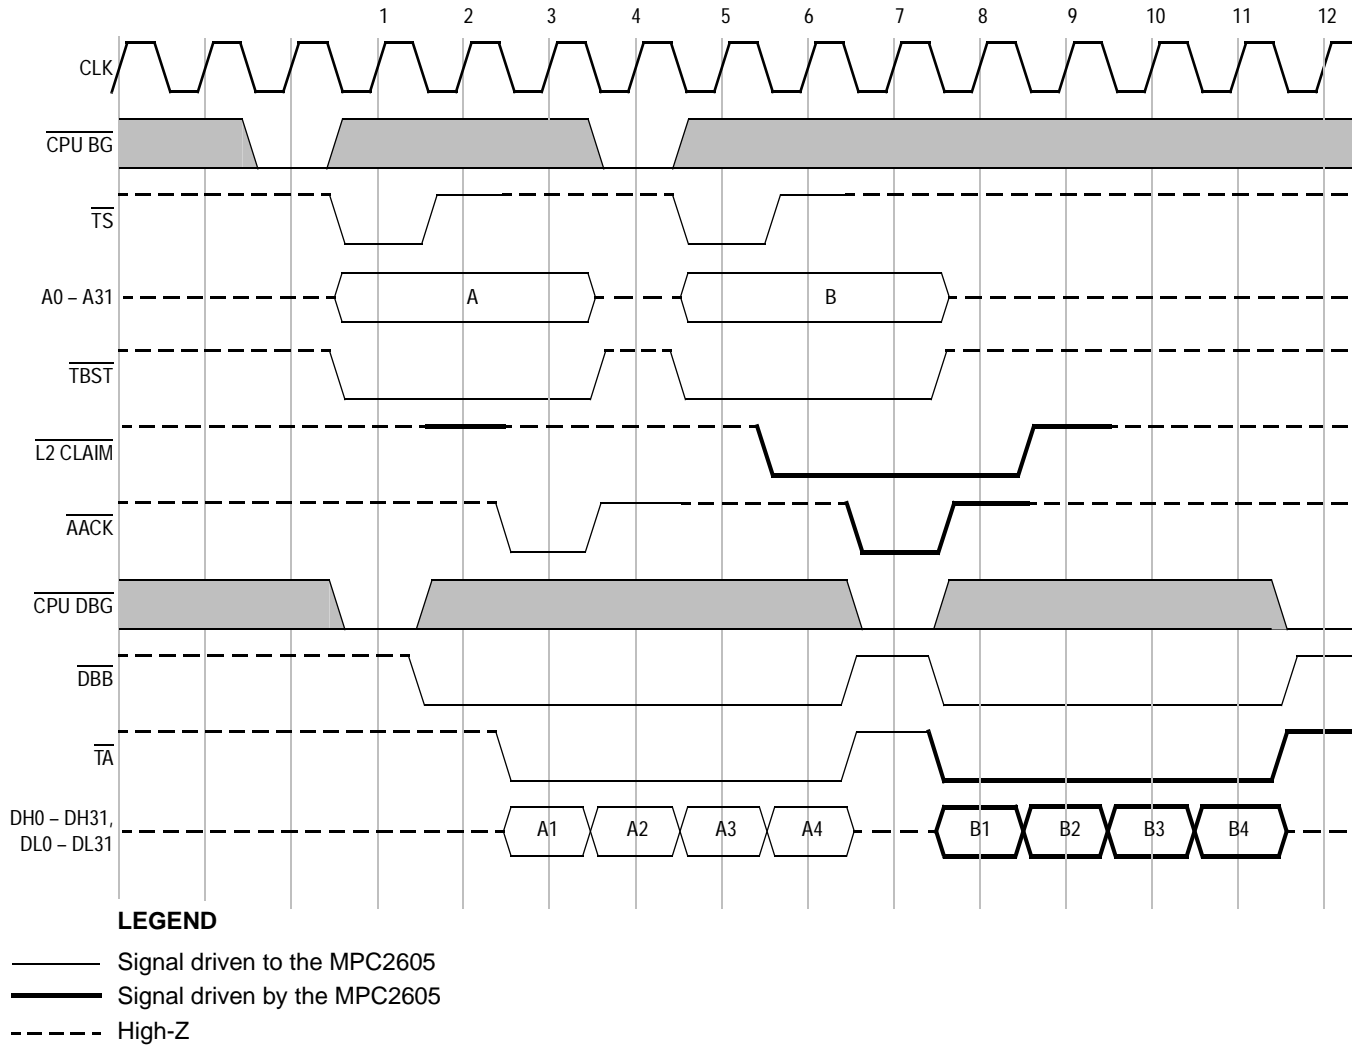 1 2 3 4 5 6 7 8 9 10 11 12
CLK
CPU BG
TS
A0 – A31 A B
TBST
L2 CLAIM
AACK
CPU DBG
DBB
TA
DH0 – DH31,
DL0 – DL31
A1 A2 A3 A4 B1 B2 B3 B4
LEGEND
Signal driven to the MPC2605
Signal driven by the MPC2605
High-Z